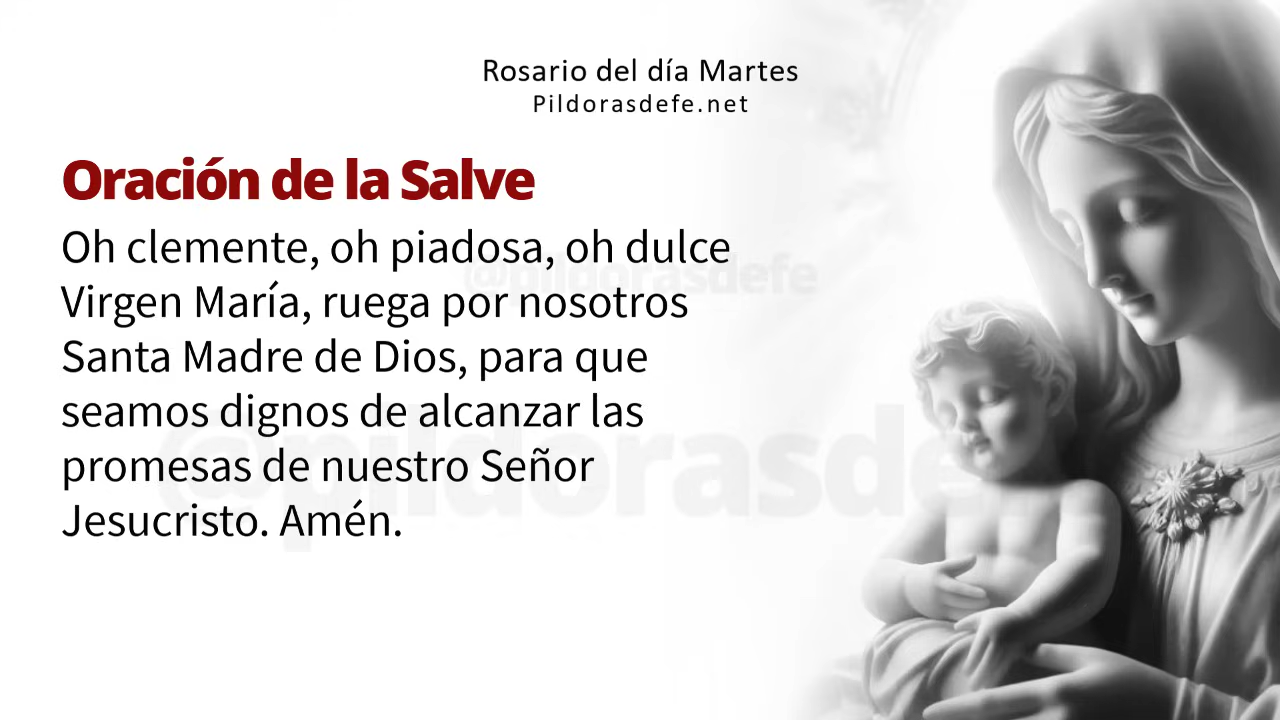 Rosario del día Martes
Pildorasdefe.net
Oración de la Salve
Oh clemente, oh piadosa, oh dulce
@pildorasdefe
Virgen María, ruega por nosotros
Santa Madre de Dios, para que
seamos dignos de alcanzar las
promesas de nuestro Señor
@pildorasdefe
Jesucristo. Amén.